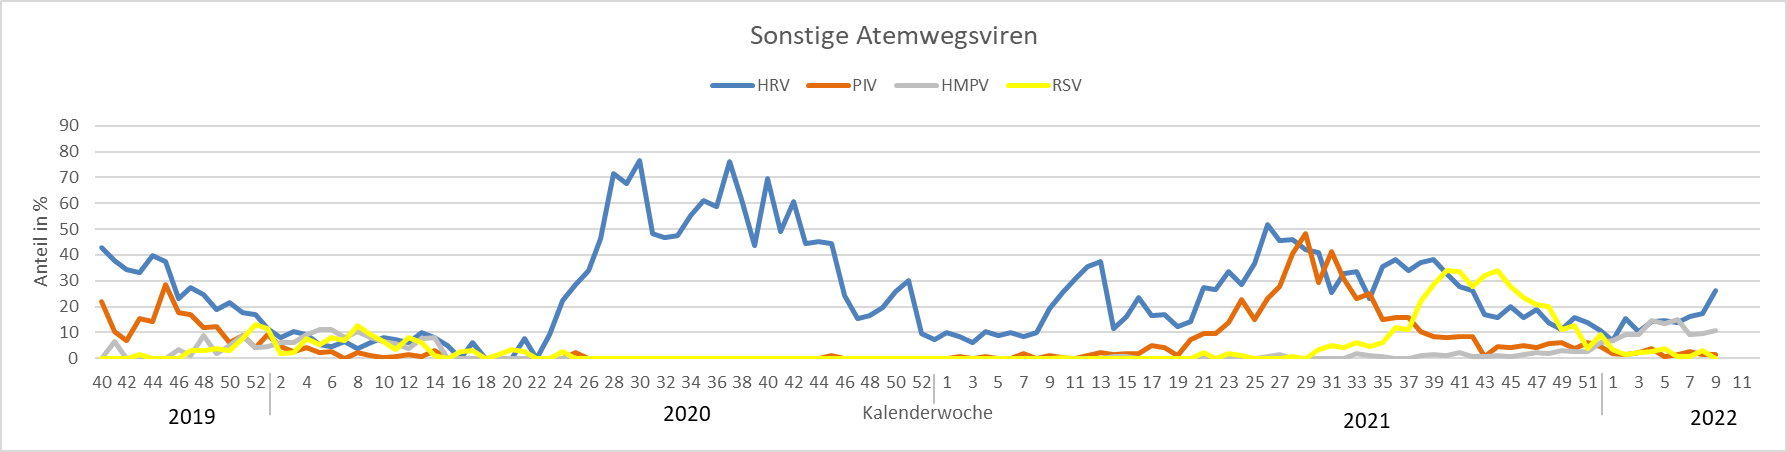 Sonstige Atemwegsviren
HRV PIV HMPV RSV
Anteil in %
90
80
70
60
50
40
30
20
10
0
40 42 44 46 48 50 52 2 4 6 8 10 12 14 16 18 20 22 24 26 28 30 32 34 36 38 40 42 44 46 48 50 52 1 3 5 7 9 11 13 15 17 19 21 23 25 27 29 31 33 35 37 39 41 43 45 47 49 51 1 3 5 7 9 11
2019 2020 Kalenderwoche 2021 2022